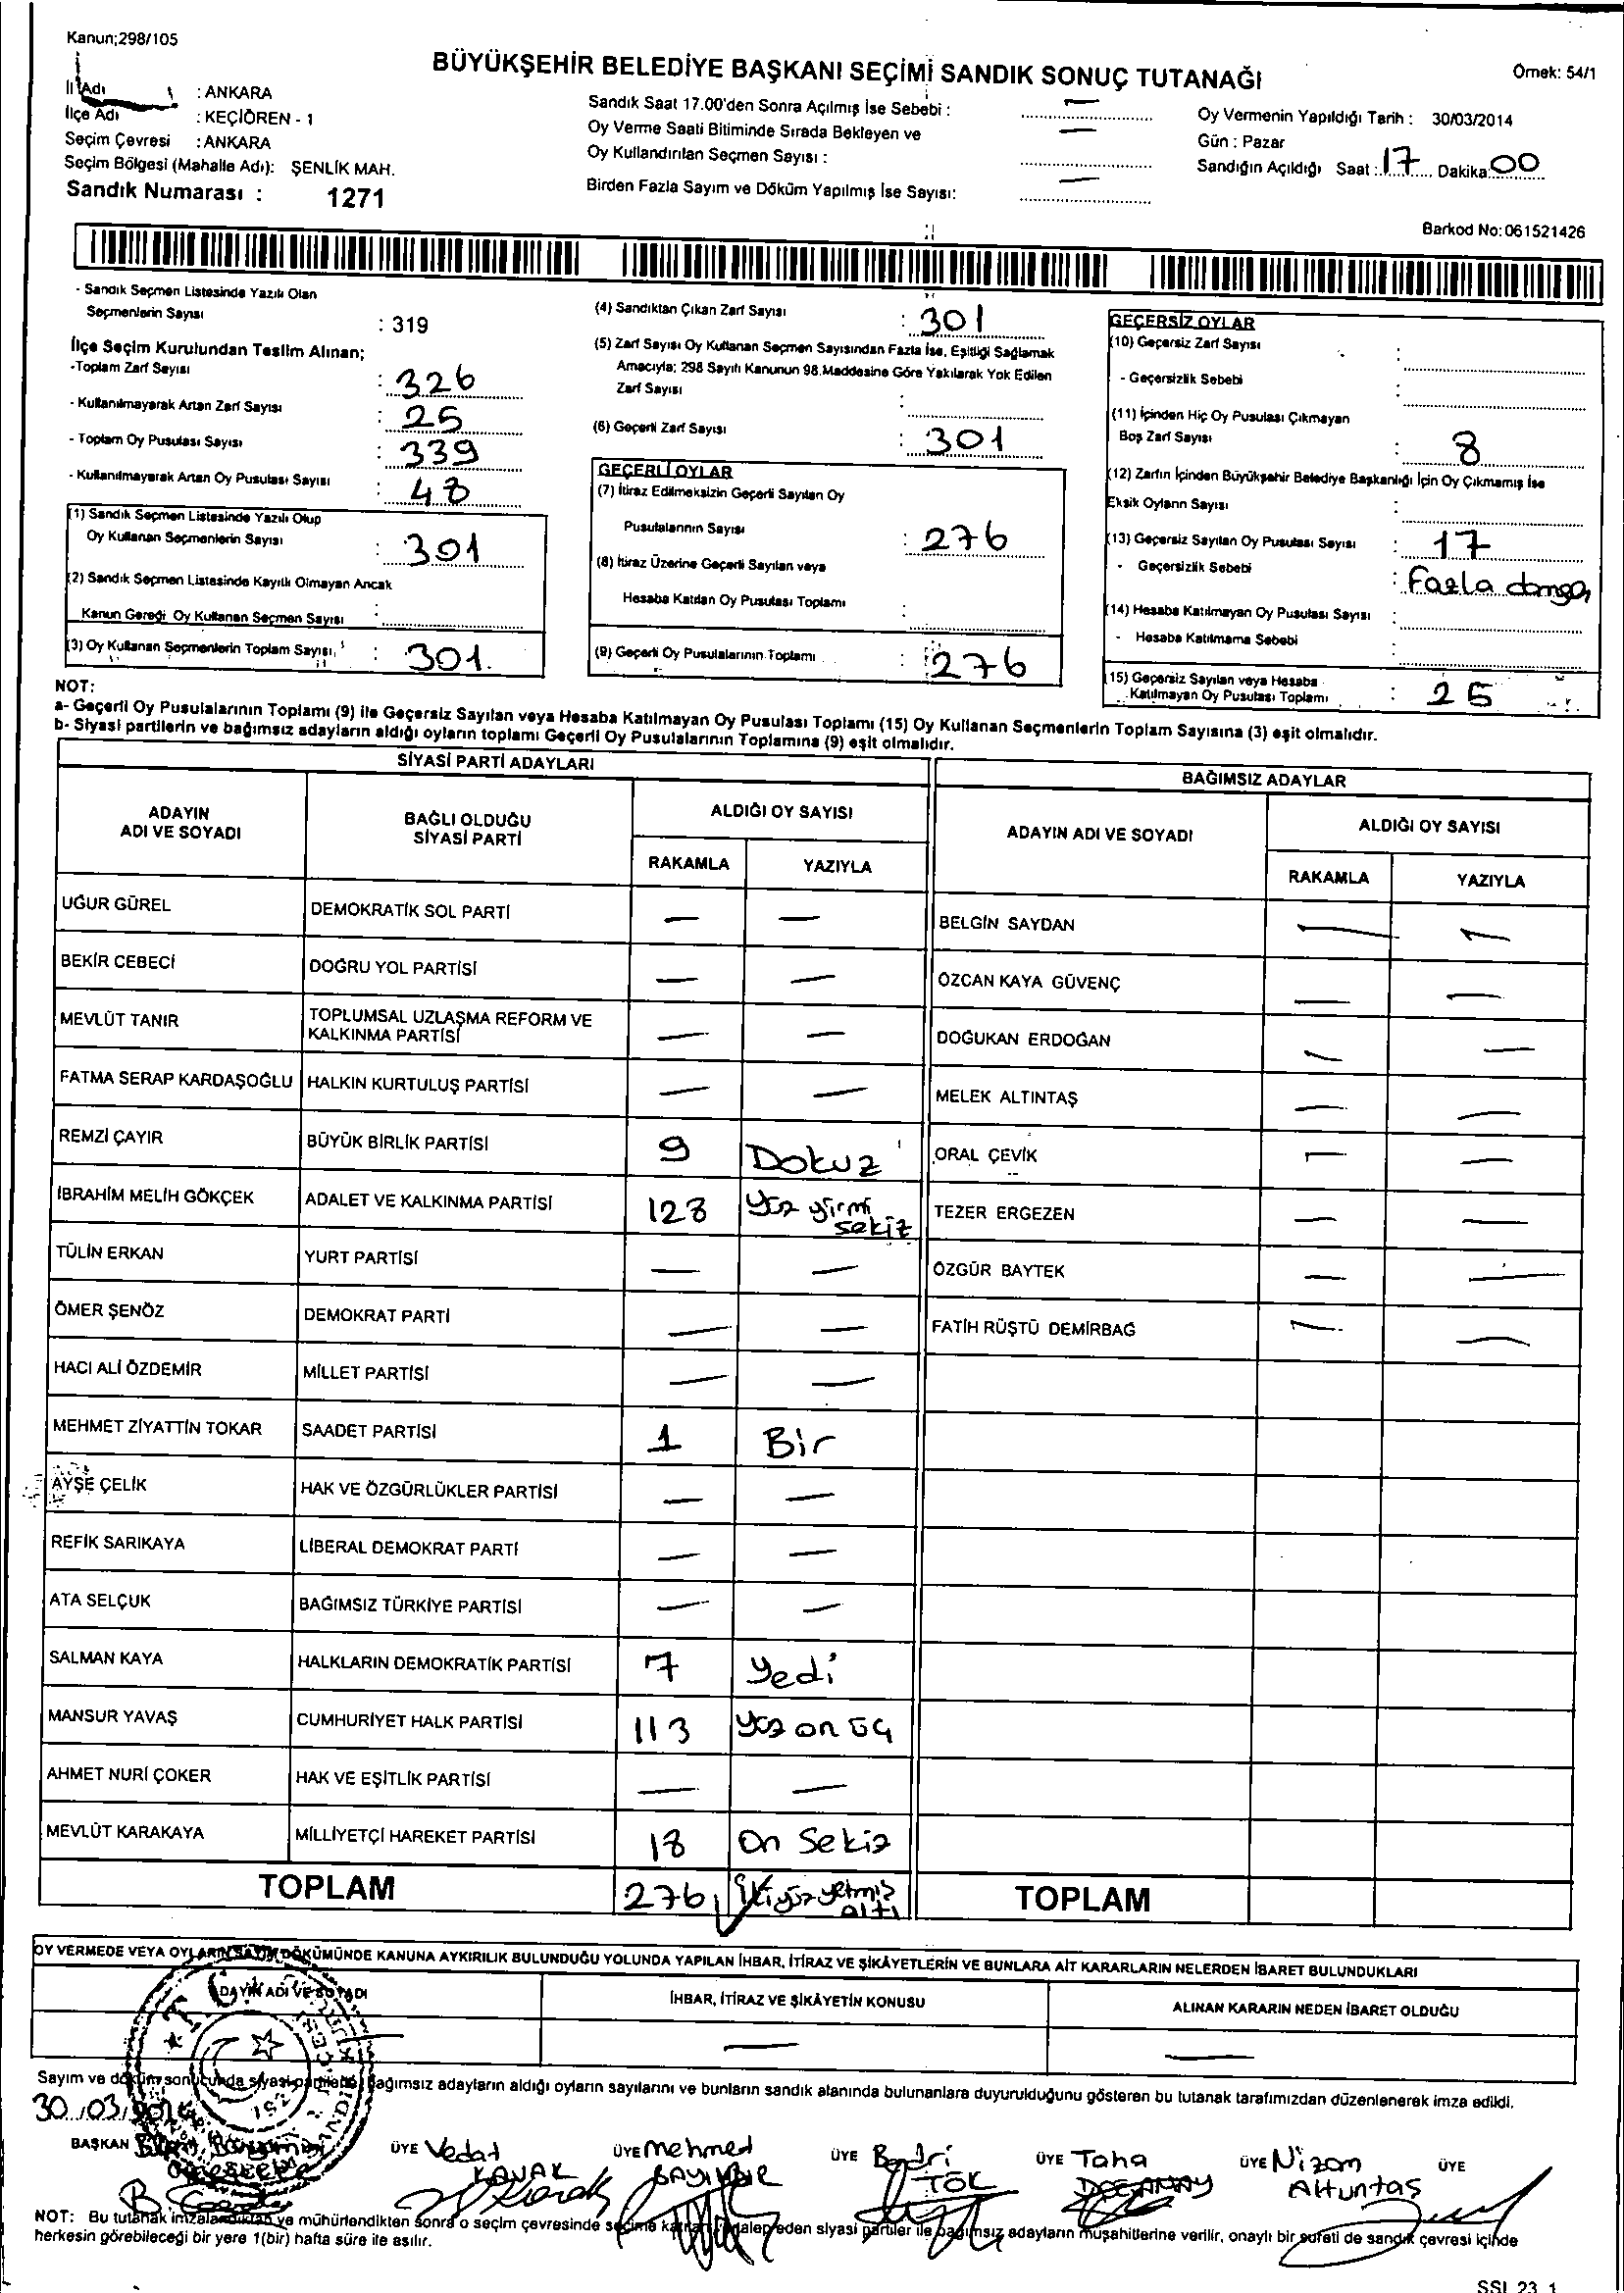 Kanun;298/105
BÜYÜKŞEHİR BELEDİYE BAŞKANI SEÇİMİ SANDIK SONUÇ TUTANAĞI
Örnek: 54/1
İl Adı : ANKARA
İlçe Adı : KEÇİÖREN - 1
Seçim Çevresi : ANKARA
Seçim Bölgesi (Mahalle Adı): ŞENLİK MAH.
Sandık Numarası : 1271
Sandık Saat 17.00'den Sonra Açılmış İse Sebebi : —
Oy Verme Saati Bitiminde Sırada Bekleyen ve
Oy Kullandırılan Seçmen Sayısı : —
Birden Fazla Sayım ve Döküm Yapılmış İse Sayısı: —
Oy Vermenin Yapıldığı Tarih : 30/03/2014
Gün : Pazar
Sandığın Açıldığı Saat : 17 Dakika: 00
Barkod No: 061521426
- Sandık Seçmen Listesinde Yazılı Olan
Seçmenlerin Sayısı : 319
İlçe Seçim Kurulundan Teslim Alınan;
-Toplam Zarf Sayısı : 326
- Kullanılmayarak Artan Zarf Sayısı : 25
- Toplam Oy Pusulası Sayısı : 339
- Kullanılmayarak Artan Oy Pusulası Sayısı : 48
(1) Sandık Seçmen Listesinde Yazılı Olup
Oy Kullanan Seçmenlerin Sayısı : 301
(2) Sandık Seçmen Listesinde Kayıtlı Olmayan Ancak
Kanun Gereği Oy Kullanan Seçmen Sayısı :
(3) Oy Kullanan Seçmenlerin Toplam Sayısı, : 301.
(4) Sandıktan Çıkan Zarf Sayısı : 301
(5) Zarf Sayısı Oy Kullanan Seçmen Sayısından Fazla İse, Eşitliği Sağlamak
Amacıyla; 298 Sayılı Kanunun 98.Maddesine Göre Yakılarak Yok Edilen
Zarf Sayısı :
(6) Geçerli Zarf Sayısı : 301
GEÇERLİ OYLAR
(7) İtiraz Edilmeksizin Geçerli Sayılan Oy
Pusulalarının Sayısı : 276
(8) İtiraz Üzerine Geçerli Sayılan veya
Hesaba Katılan Oy Pusulası Toplamı :
(9) Geçerli Oy Pusulalarının Toplamı : 276
GEÇERSİZ OYLAR
(10) Geçersiz Zarf Sayısı :
- Geçersizlik Sebebi :
(11) İçinden Hiç Oy Pusulası Çıkmayan
Boş Zarf Sayısı : 8
(12) Zarfın İçinden Büyükşehir Belediye Başkanlığı İçin Oy Çıkmamış İse
Eksik Oyların Sayısı :
(13) Geçersiz Sayılan Oy Pusulası Sayısı : 17
- Geçersizlik Sebebi : Fazla damga
(14) Hesaba Katılmayan Oy Pusulası Sayısı :
- Hesaba Katılmama Sebebi :
(15) Geçersiz Sayılan veya Hesaba
Katılmayan Oy Pusulası Toplamı : 25
NOT:
a- Geçerli Oy Pusulalarının Toplamı (9) ile Geçersiz Sayılan veya Hesaba Katılmayan Oy Pusulası Toplamı (15) Oy Kullanan Seçmenlerin Toplam Sayısına (3) eşit olmalıdır.
b- Siyasi partilerin ve bağımsız adayların aldığı oyların toplamı Geçerli Oy Pusulalarının Toplamına (9) eşit olmalıdır.
SİYASİ PARTİ ADAYLARI
BAĞIMSIZ ADAYLAR
ADAYIN ADI VE SOYADI
BAĞLI OLDUĞU SİYASİ PARTİ
ALDIĞI OY SAYISI
RAKAMLA YAZIYLA
ADAYIN ADI VE SOYADI
ALDIĞI OY SAYISI
RAKAMLA YAZIYLA
UĞUR GÜREL DEMOKRATİK SOL PARTİ — — BELGİN SAYDAN — —
BEKİR CEBECİ DOĞRU YOL PARTİSİ — — ÖZCAN KAYA GÜVENÇ — —
MEVLÜT TANIR TOPLUMSAL UZLAŞMA REFORM VE KALKINMA PARTİSİ — — DOĞUKAN ERDOĞAN — —
FATMA SERAP KARDAŞOĞLU HALKIN KURTULUŞ PARTİSİ — — MELEK ALTINTAŞ — —
REMZİ ÇAYIR BÜYÜK BİRLİK PARTİSİ 9 Dokuz ORAL ÇEVİK — —
İBRAHİM MELİH GÖKÇEK ADALET VE KALKINMA PARTİSİ 128 Yüz yirmi sekiz TEZER ERGEZEN — —
TÜLİN ERKAN YURT PARTİSİ — — ÖZGÜR BAYTEK — —
ÖMER ŞENÖZ DEMOKRAT PARTİ — — FATİH RÜŞTÜ DEMİRBAĞ — —
HACI ALİ ÖZDEMİR MİLLET PARTİSİ — —
MEHMET ZİYATTİN TOKAR SAADET PARTİSİ 1 Bir
AYŞE ÇELİK HAK VE ÖZGÜRLÜKLER PARTİSİ — —
REFİK SARIKAYA LİBERAL DEMOKRAT PARTİ — —
ATA SELÇUK BAĞIMSIZ TÜRKİYE PARTİSİ — —
SALMAN KAYA HALKLARIN DEMOKRATİK PARTİSİ 7 Yedi
MANSUR YAVAŞ CUMHURİYET HALK PARTİSİ 113 Yüz on üç
AHMET NURİ ÇOKER HAK VE EŞİTLİK PARTİSİ — —
MEVLÜT KARAKAYA MİLLİYETÇİ HAREKET PARTİSİ 18 On Sekiz
TOPLAM 276 İkiyüz yetmiş altı TOPLAM
OY VERMEDE VEYA OYLARIN SAYIM DÖKÜMÜNDE KANUNA AYKIRILIK BULUNDUĞU YOLUNDA YAPILAN İHBAR, İTİRAZ VE ŞİKÂYETLERİN VE BUNLARA AİT KARARLARIN NELERDEN İBARET BULUNDUKLARI
ADAYIN ADI VE SOYADI İHBAR, İTİRAZ VE ŞİKÂYETİN KONUSU ALINAN KARARIN NEDEN İBARET OLDUĞU
— — —
Sayım ve döküm sonucunda siyasi partilerin bağımsız adayların aldığı oyların sayılarını ve bunların sandık alanında bulunanlara duyurulduğunu gösteren bu tutanak tarafımızdan düzenlenerek imza edildi.
30.03.2014
BAŞKAN ÜYE Vedat KAVAK ÜYE Mehmed BAYINDIR ÜYE Bedri TOK ÜYE Taha DOĞANAY ÜYE Nizam Altuntaş ÜYE
NOT: Bu tutanak imzalandıktan ve mühürlendikten sonra o seçim çevresinde seçime katılan talep eden siyasi partiler ile bağımsız adayların müşahitlerine verilir, onaylı bir sureti de sandık çevresi içinde
herkesin görebileceği bir yere 1(bir) hafta süre ile asılır.
SSL 23_1